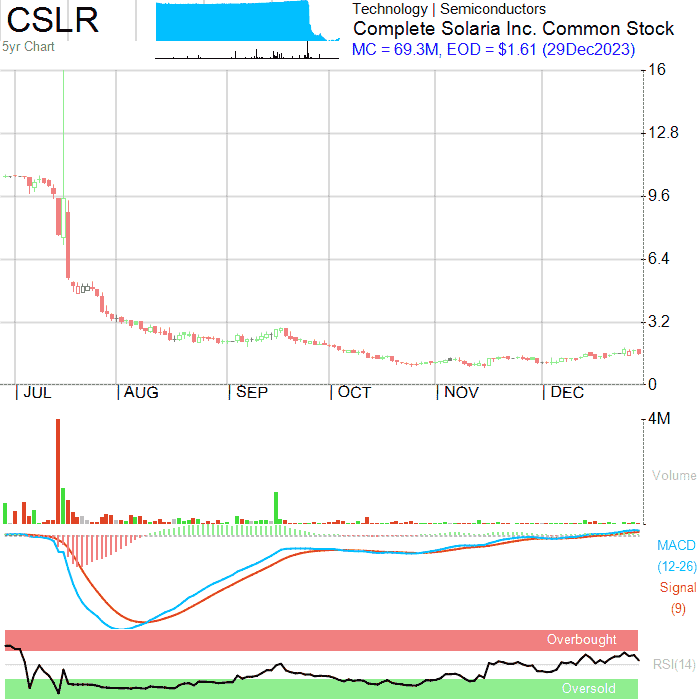 CSLR
5yr Chart
Technology | Semiconductors
Complete Solaria Inc. Common Stock
MC = 69.3M, EOD = $1.61 (29Dec2023)
16
12.8
9.6
6.4
3.2
0
JUL AUG SEP OCT NOV DEC
4M
Volume
MACD
(12-26)
Signal
(9)
Overbought
RSI(14)
Oversold